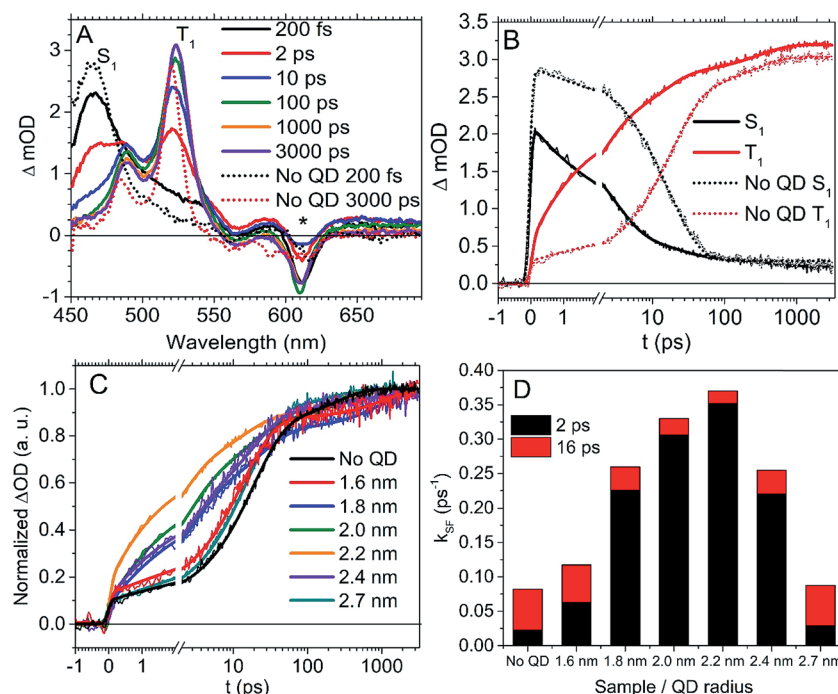 A
S1
T1
200 fs
2 ps
10 ps
100 ps
1000 ps
3000 ps
No QD 200 fs
No QD 3000 ps
*
Δ mOD
3
2
1
0
-1
450 500 550 600 650
Wavelength (nm)
B
S1
T1
No QD S1
No QD T1
Δ mOD
3.5
3.0
2.5
2.0
1.5
1.0
0.5
0.0
-1 0 1 10 100 1000
t (ps)
C
No QD
1.6 nm
1.8 nm
2.0 nm
2.2 nm
2.4 nm
2.7 nm
Normalized ΔOD (a. u.)
1.0
0.8
0.6
0.4
0.2
0.0
-1 0 1 10 100 1000
t (ps)
D
2 ps
16 ps
kSF (ps-1)
0.40
0.35
0.30
0.25
0.20
0.15
0.10
0.05
0.00
No QD 1.6 nm 1.8 nm 2.0 nm 2.2 nm 2.4 nm 2.7 nm
Sample / QD radius